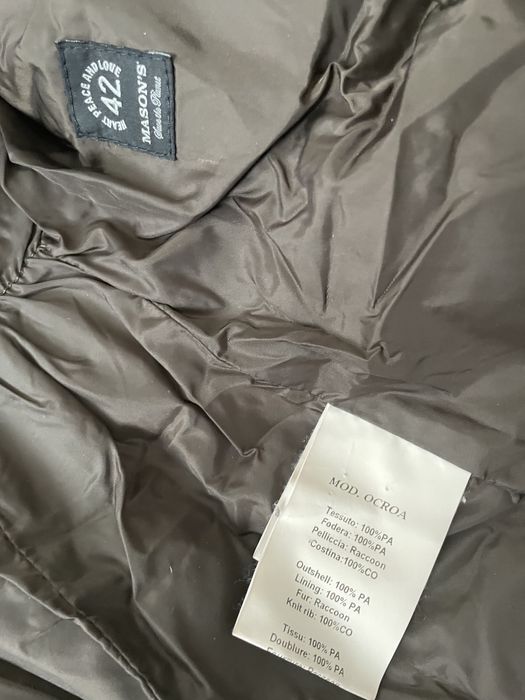 HEART PEACE AND LOVE
42
MASON'S
MOD. OCROA
Tessuto: 100%PA
Fodera: 100%PA
Pelliccia: Raccoon
Costina:100%CO
Outshell: 100% PA
Lining: 100% PA
Fur: Raccoon
Knit rib: 100%CO
Tissu: 100% PA
Doublure: 100% PA